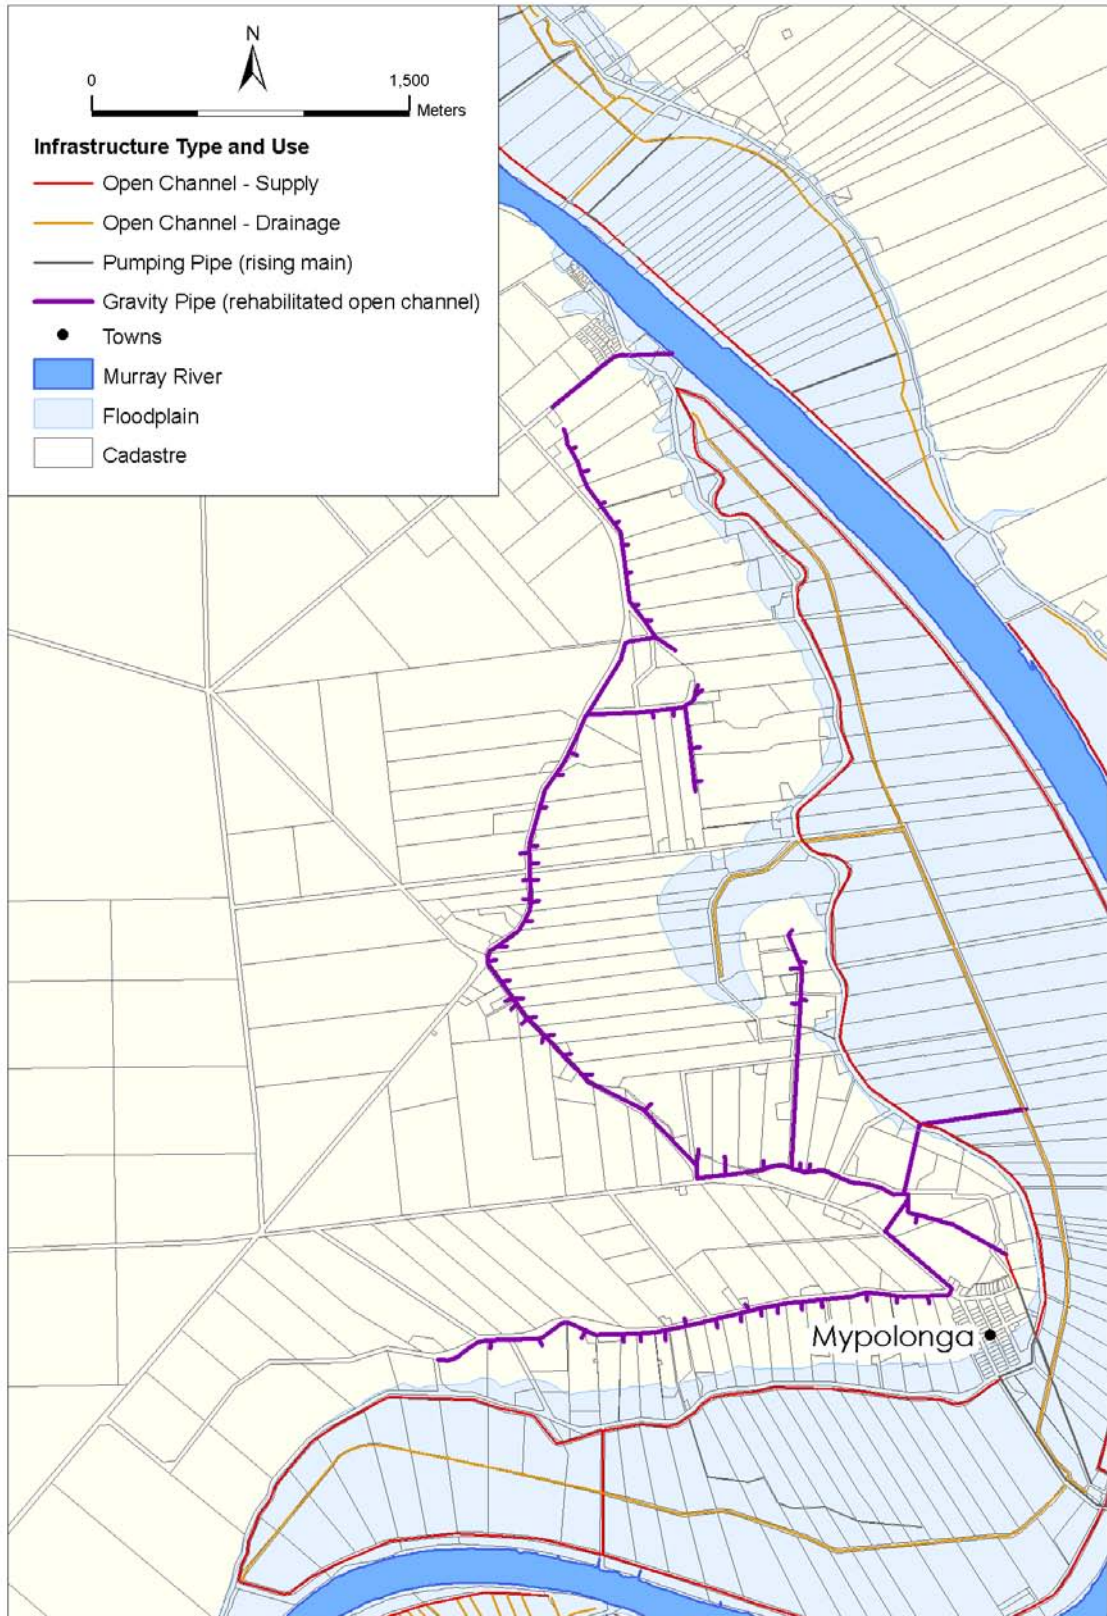 N
0 1,500
Meters
Infrastructure Type and Use
Open Channel - Supply
Open Channel - Drainage
Pumping Pipe (rising main)
Gravity Pipe (rehabilitated open channel)
Towns
Murray River
Floodplain
Cadastre
Mypolonga